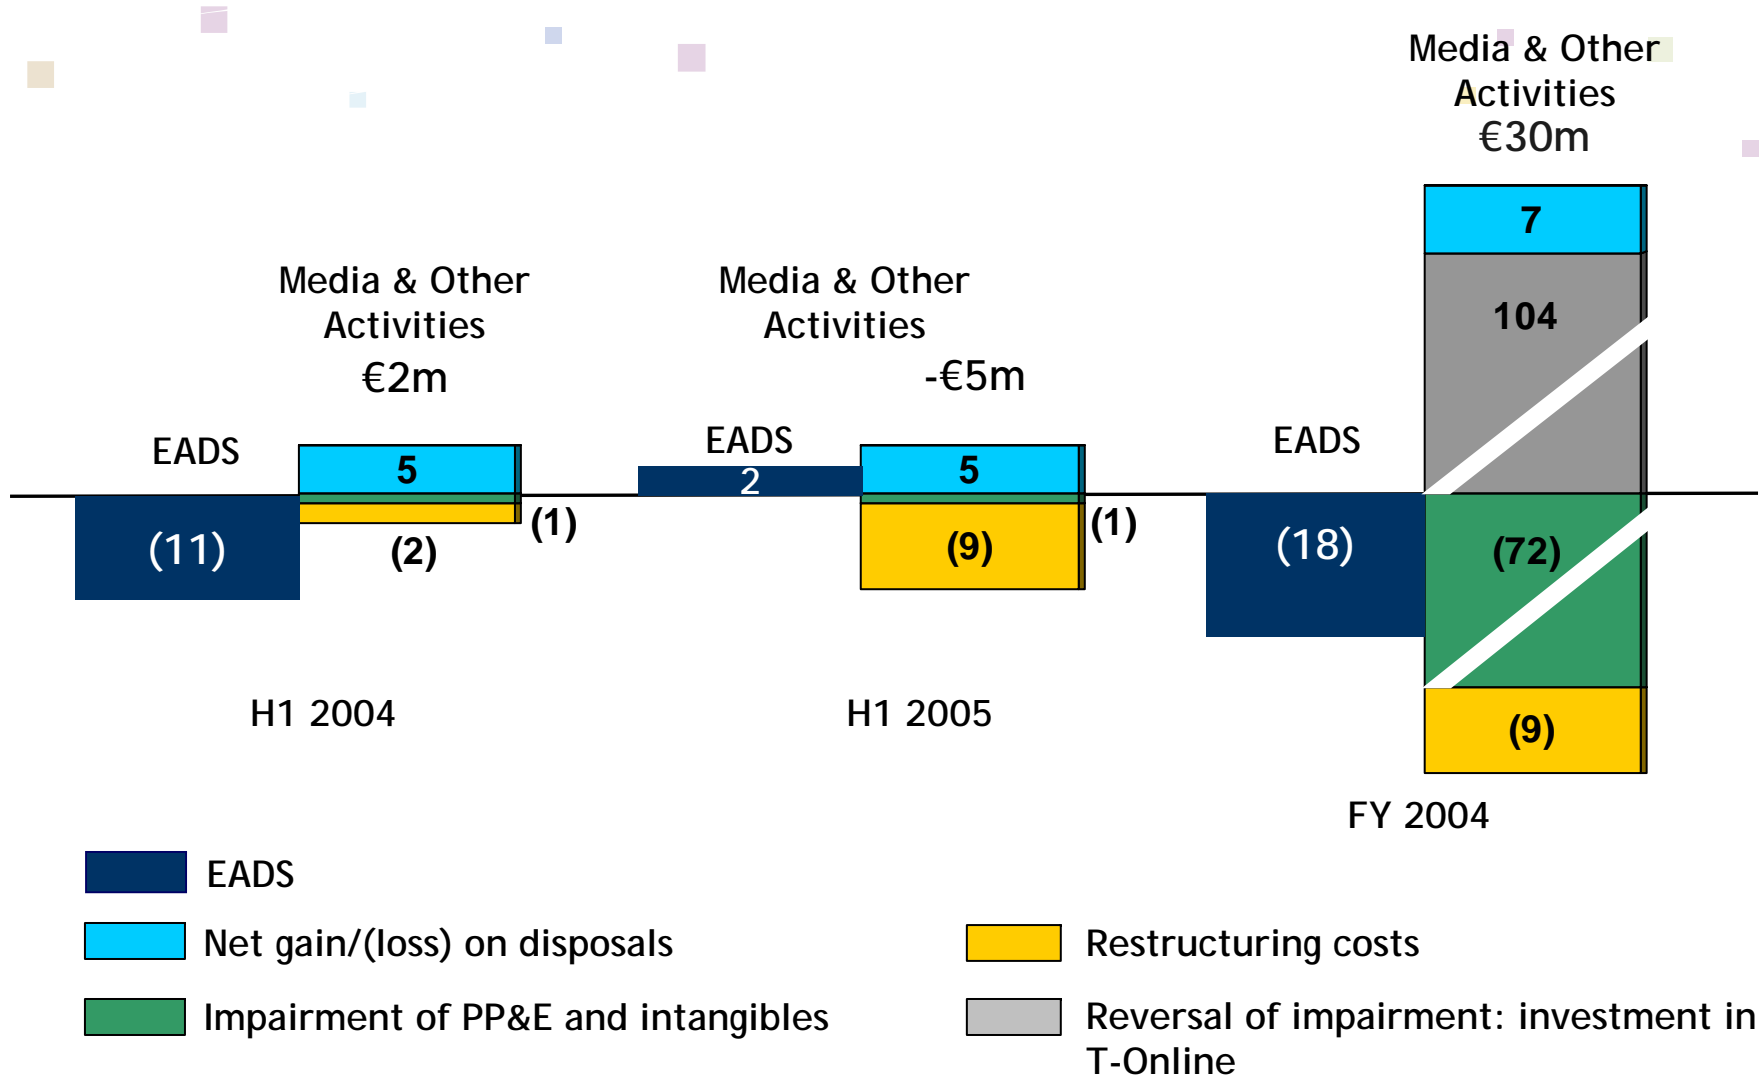 Media & Other
Activities
€30m
7
104
Media & Other
Activities
€2m
Media & Other
Activities
-€5m
EADS
5
EADS
2
5
EADS
(11)
(2)
(1)
(9)
(1)
(18)
(72)
(9)
H1 2004
H1 2005
FY 2004
EADS
Net gain/(loss) on disposals
Restructuring costs
Impairment of PP&E and intangibles
Reversal of impairment: investment in
T-Online